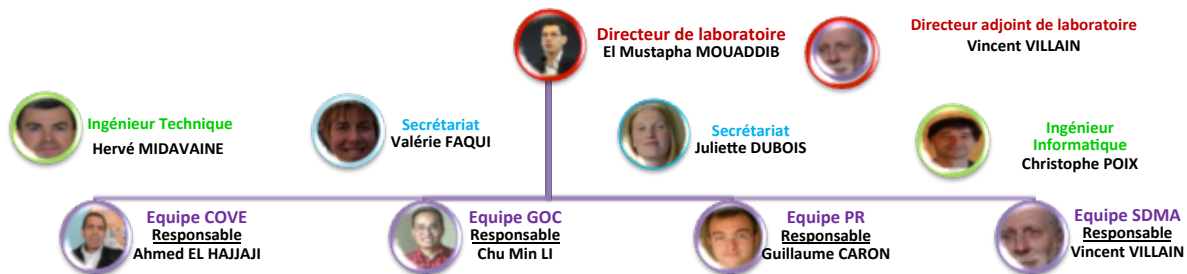 Directeur de laboratoire
El Mustapha MOUADDIB
Directeur adjoint de laboratoire
Vincent VILLAIN
Ingénieur Technique
Hervé MIDAVAINE
Secrétariat
Valérie FAQUI
Secrétariat
Juliette DUBOIS
Ingénieur
Informatique
Christophe POIX
Equipe COVE
Responsable
Ahmed EL HAJJAJI
Equipe GOC
Responsable
Chu Min LI
Equipe PR
Responsable
Guillaume CARON
Equipe SDMA
Responsable
Vincent VILLAIN